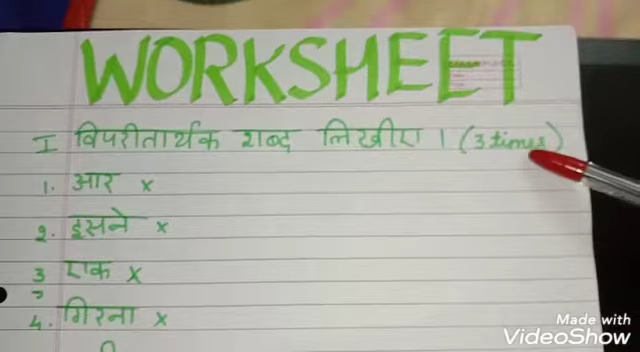 WORKSHEET
I विपरीतार्थक शब्द लिखीए । (3 times)
1. आर x
2. इसने x
3 एक x
4. गिरना x
Made with
VideoShow